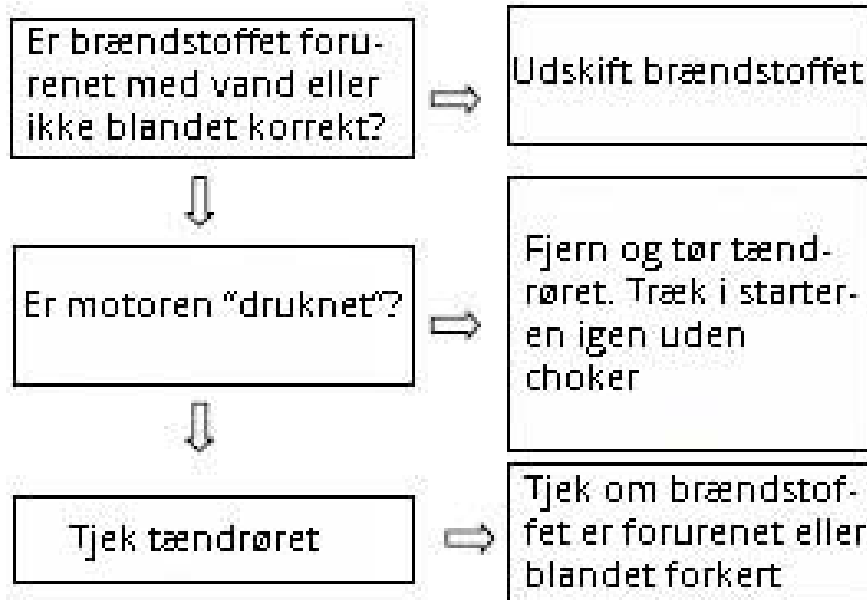 Er brændstoffet foru-
renet med vand eller
ikke blandet korrekt?
Udskift brændstoffet
Er motoren "druknet"?
Fjern og tør tænd-
røret. Træk i starter-
en igen uden
choker
Tjek tændrøret
Tjek om brændstof-
fet er forurenet eller
blandet forkert